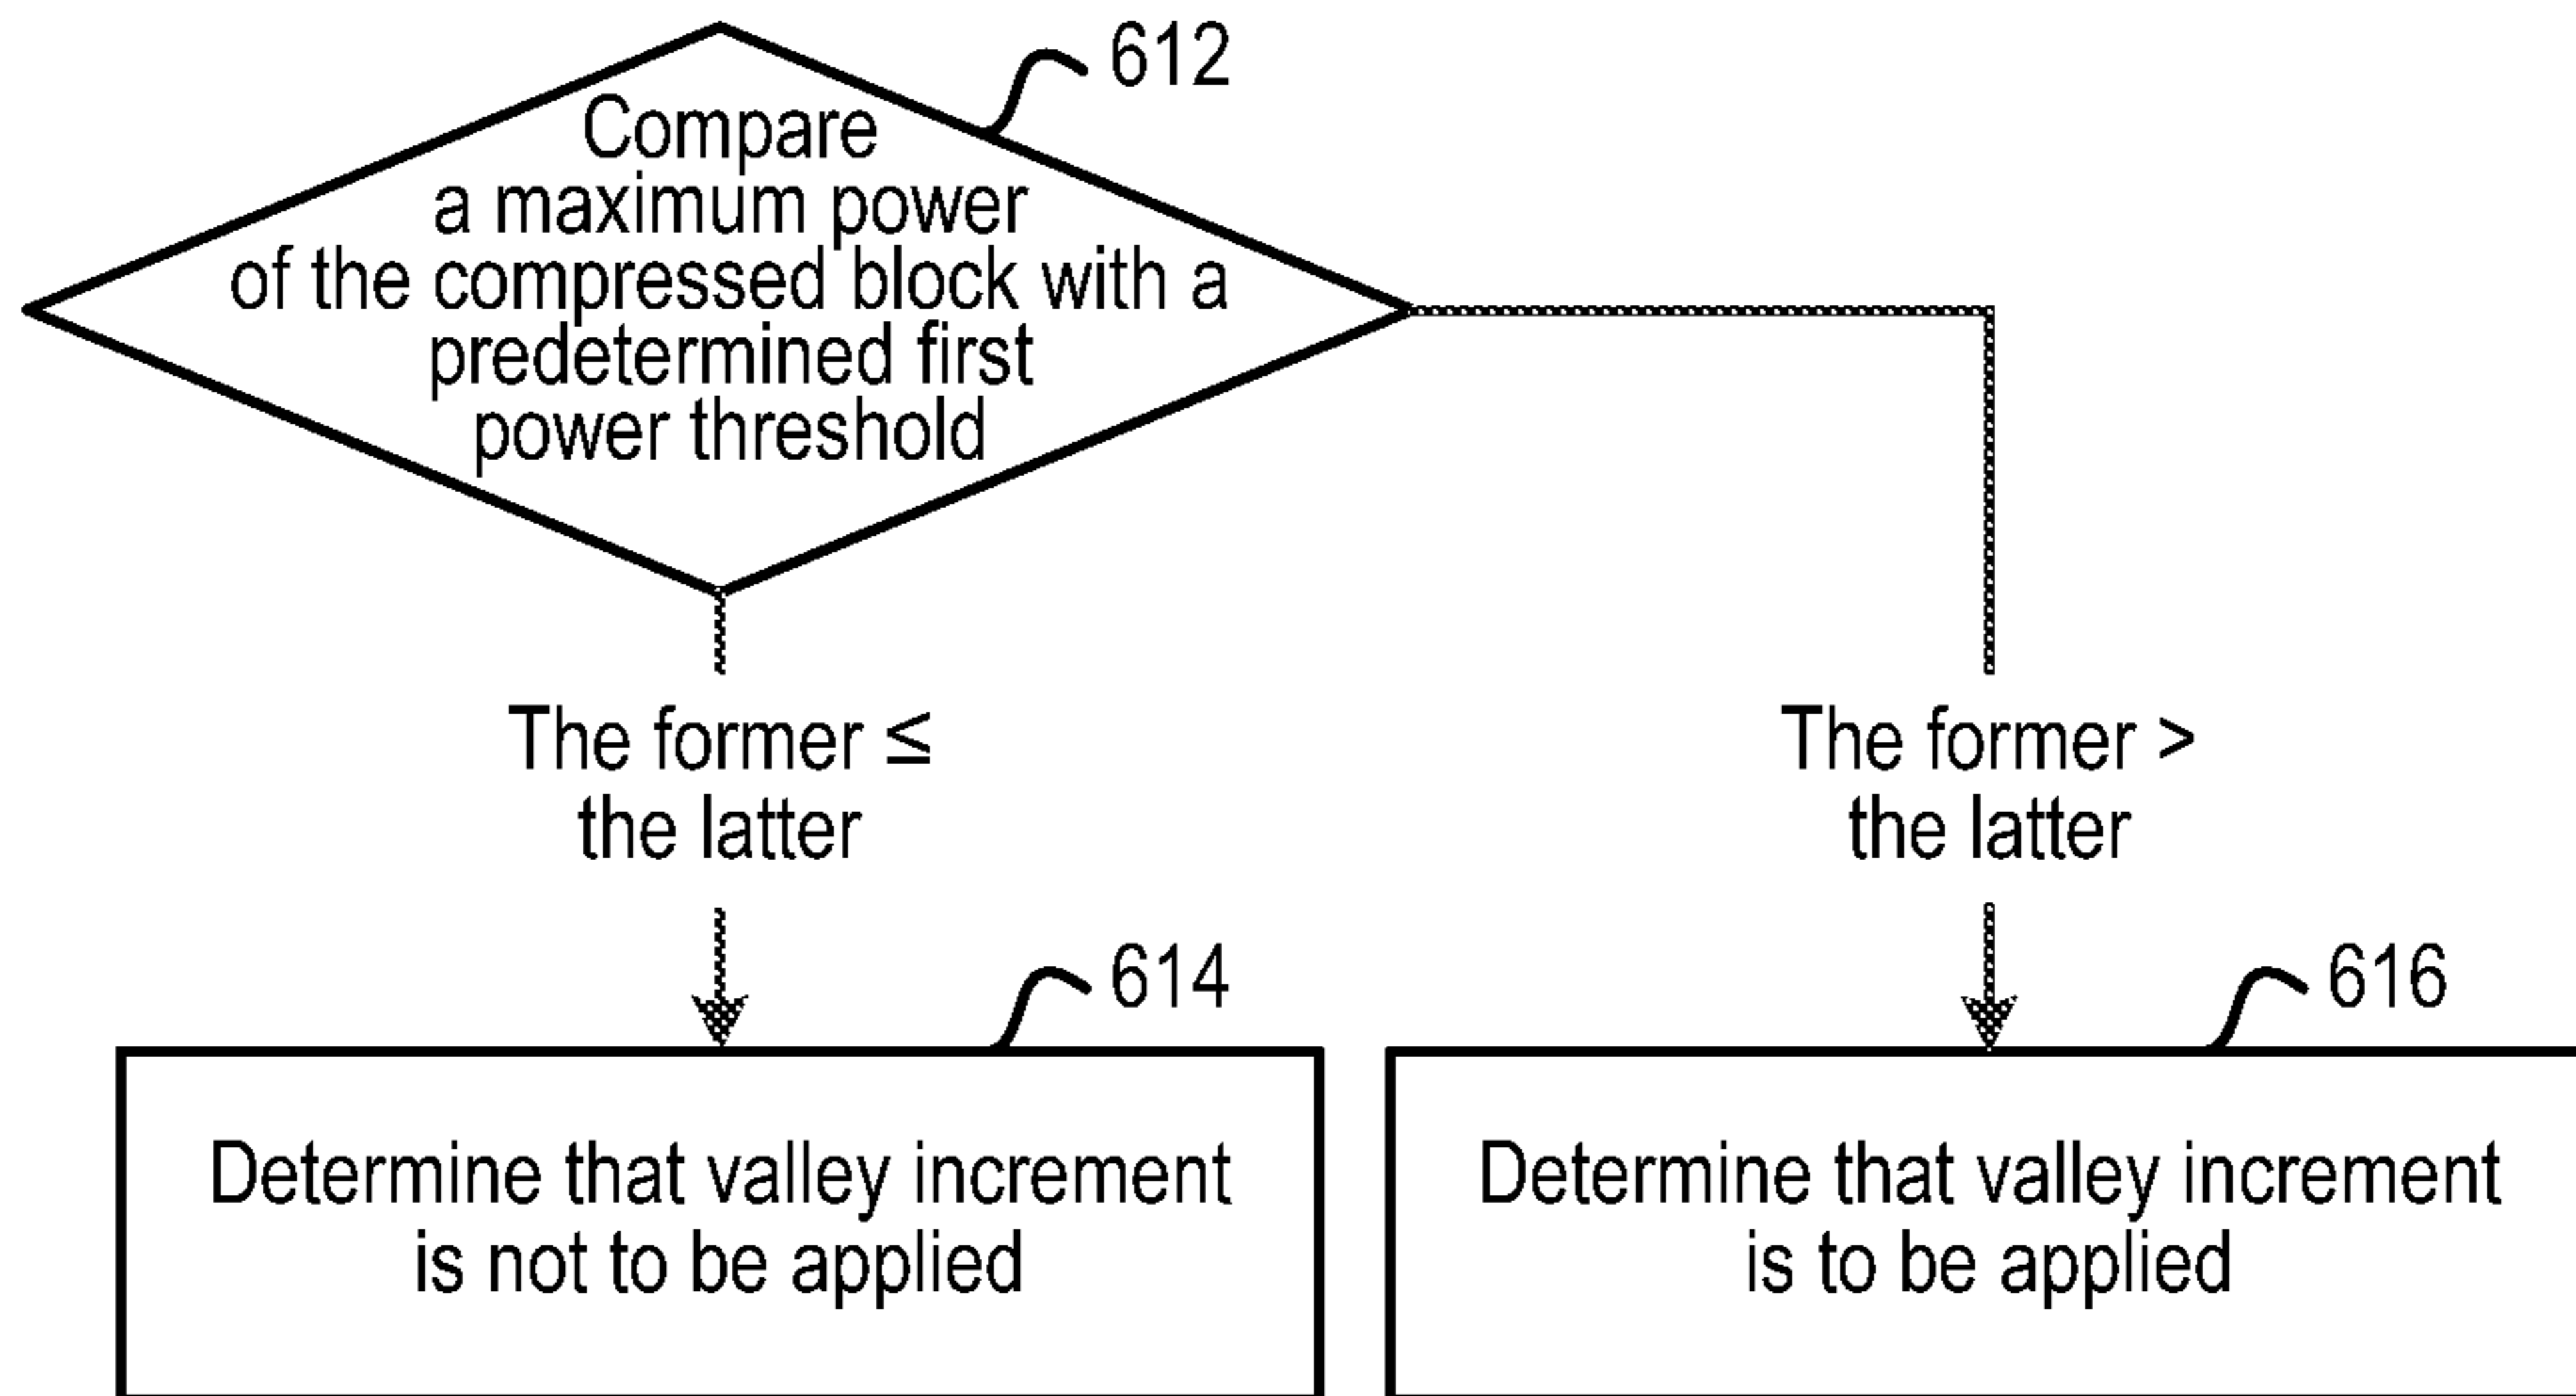 612
Compare
a maximum power
of the compressed block with a
predetermined first
power threshold
The former ≤
the latter
The former >
the latter
614
Determine that valley increment
is not to be applied
616
Determine that valley increment
is to be applied